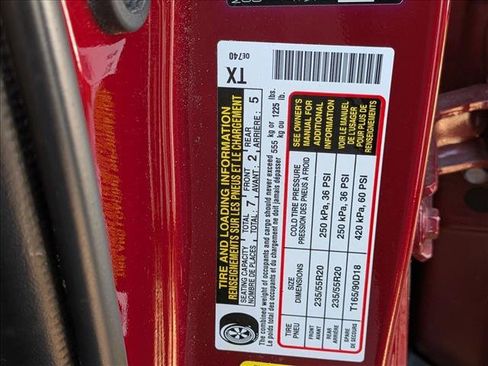 OE740
TX
TIRE AND LOADING INFORMATION
RENSEIGNEMENTS SUR LES PNEUS ET LE CHARGEMENT
SEATING CAPACITY TOTAL: 7 FRONT 2 REAR 5
NOMBRE DE PLACES TOTAL: AVANT: ARRIÈRE:
The combined weight of occupants and cargo should never exceed 555 kg or 1225 lbs.
Le poids total des occupants et du chargement ne doit jamais dépasser kg ou lb.
TIRE SIZE COLD TIRE PRESSURE
PNEU DIMENSIONS PRESSION DES PNEUS À FROID
FRONT 235/55R20 250 kPa, 36 PSI
AVANT
REAR 235/55R20 250 kPa, 36 PSI
ARRIÈRE
SPARE T165/90D18 420 kPa, 60 PSI
DE SECOURS
SEE OWNER'S
MANUAL FOR
ADDITIONAL
INFORMATION
VOIR LE MANUEL
DE L'USAGER
POUR PLUS DE
RENSEIGNEMENTS